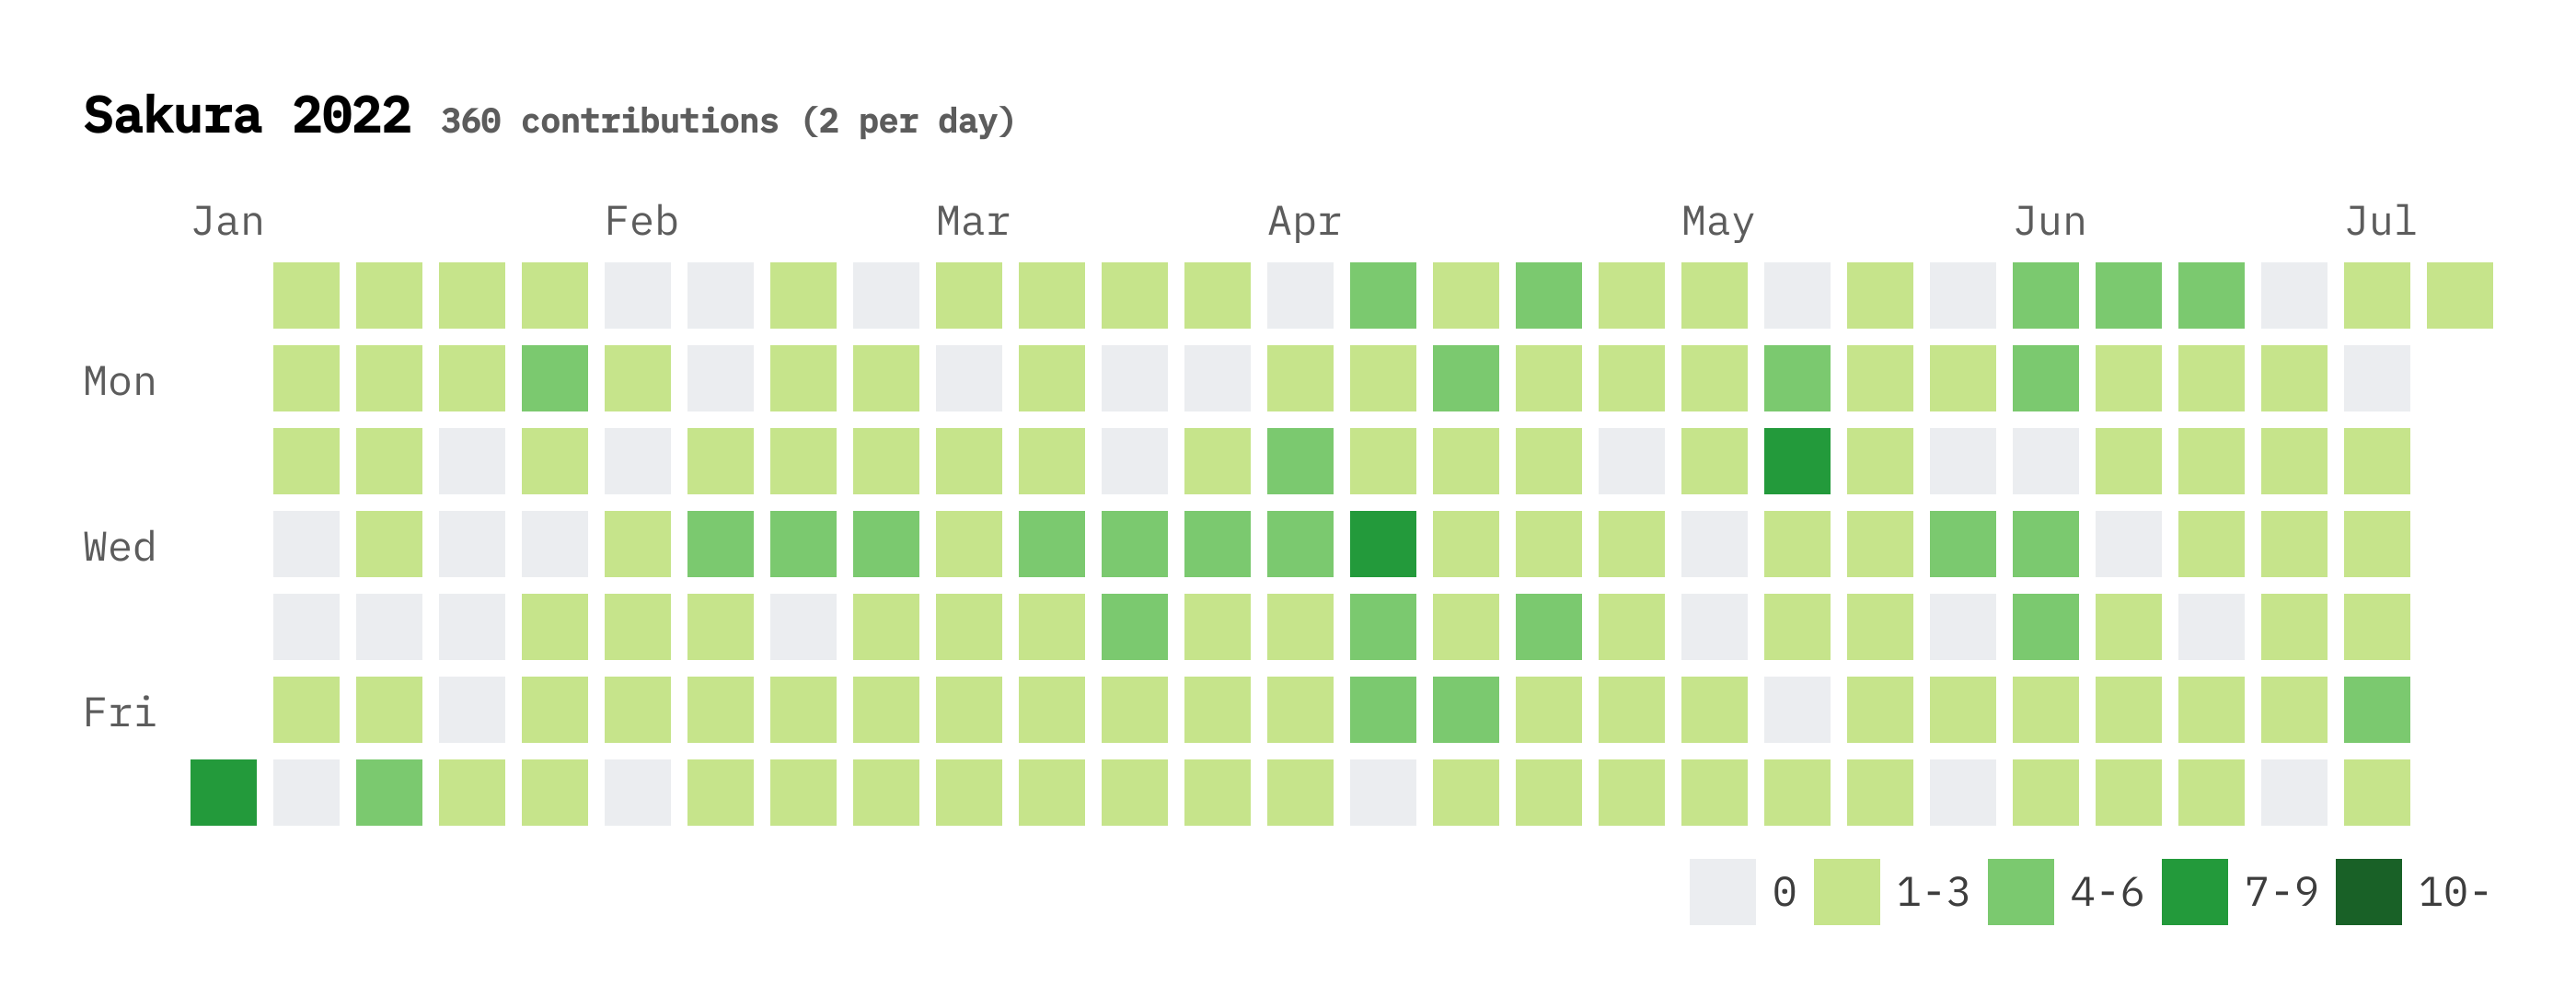 Sakura 2022 360 contributions (2 per day)
Jan Feb Mar Apr May Jun Jul
Mon
Wed
Fri
0 1-3 4-6 7-9 10-